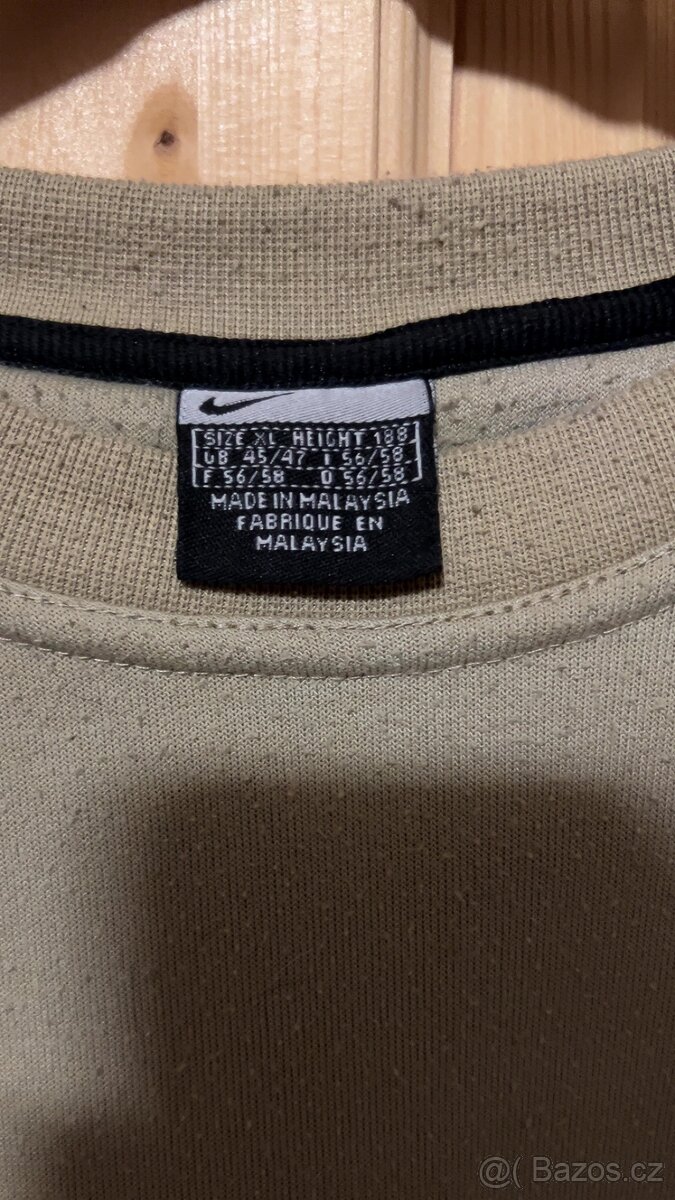 SIZE XL HEIGHT 188
GB 45/47 I 56/58
F 56/58 D 56/58
MADE IN MALAYSIA
FABRIQUE EN
MALAYSIA
@( Bazos.cz